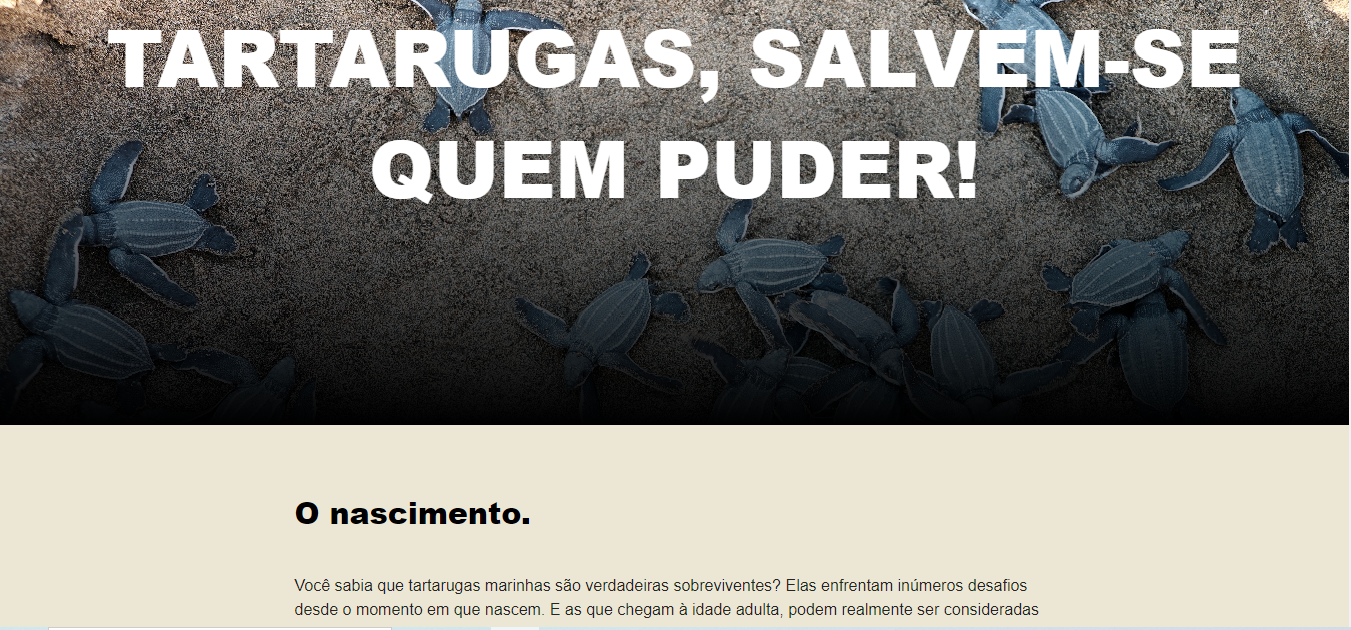 TARTARUGAS, SALVEM-SE
QUEM PUDER!
O nascimento.
Você sabia que tartarugas marinhas são verdadeiras sobreviventes? Elas enfrentam inúmeros desafios
desde o momento em que nascem. E as que chegam à idade adulta, podem realmente ser consideradas